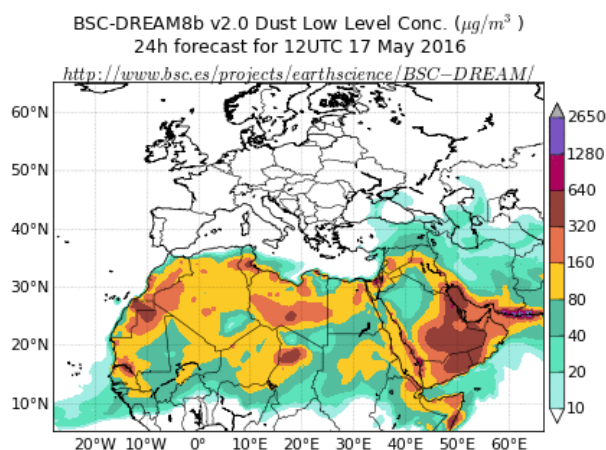 BSC-DREAM8b v2.0 Dust Low Level Conc. (μg/m³ )
24h forecast for 12UTC 17 May 2016
http://www.bsc.es/projects/earthscience/BSC−DREAM/
60°N
50°N
40°N
30°N
20°N
10°N
20°W 10°W 0° 10°E 20°E 30°E 40°E 50°E 60°E
2650
1280
640
320
160
80
40
20
10